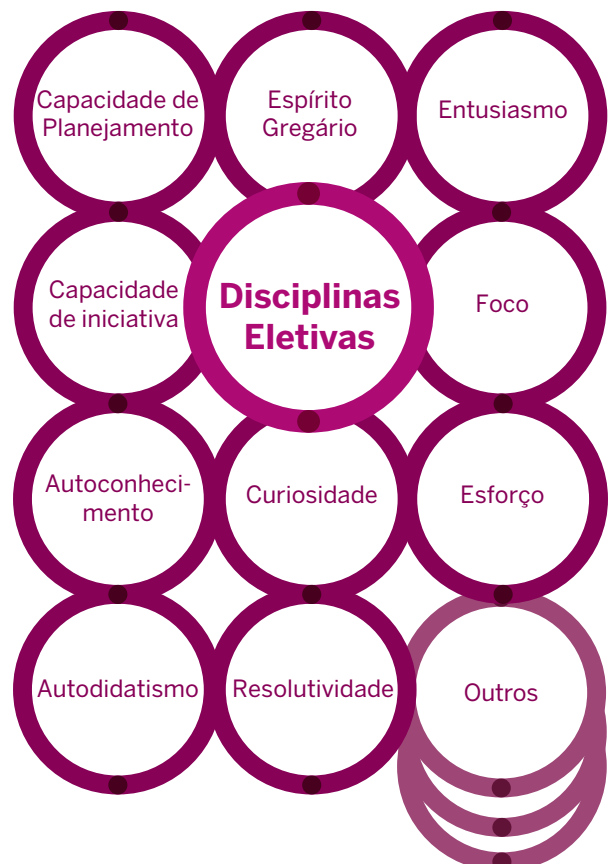 Capacidade de
Planejamento
Espírito
Gregário
Entusiasmo
Capacidade
de iniciativa
Disciplinas
Eletivas
Foco
Autoconheci-
mento
Curiosidade
Esforço
Autodidatismo
Resolutividade
Outros